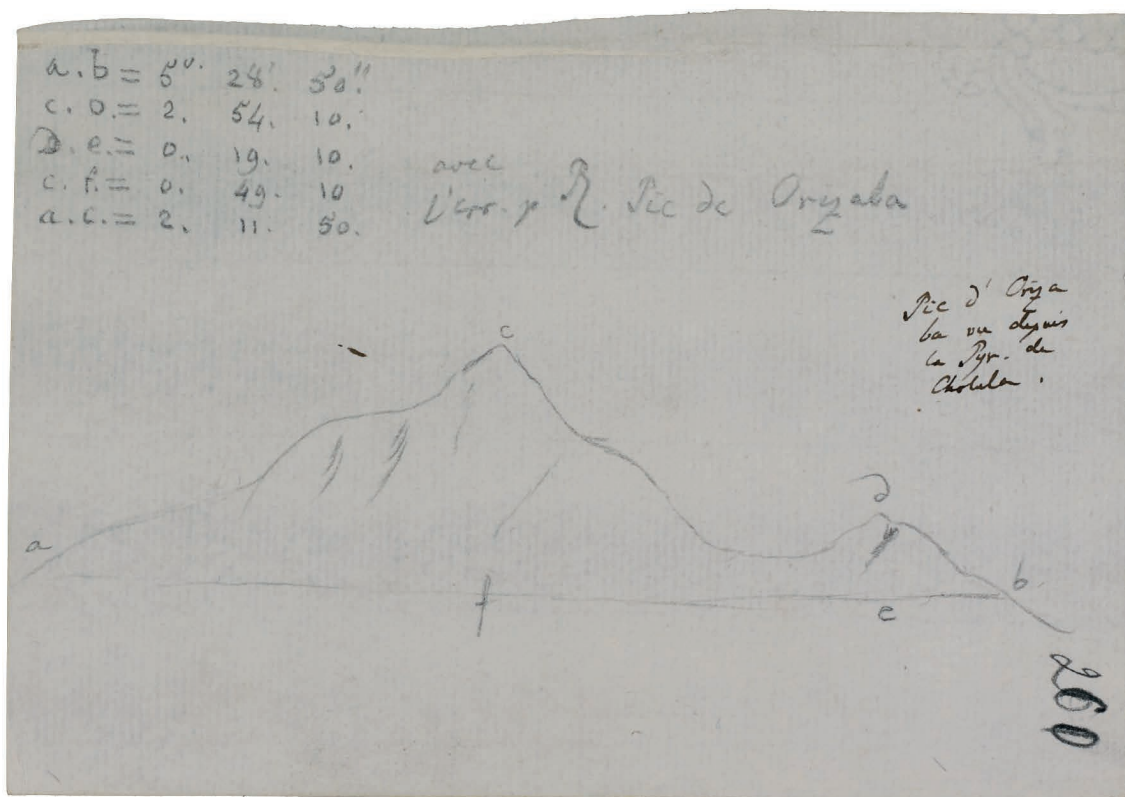 a.b = 5°. 28'. 50''
c. D. = 2. 54. 10.
D. e. = 0. 19. 10.
c. f. = 0. 49. 10
a. c. = 2. 11. 50.
avec
l'err. Pic de Orizaba
Pic d'Oriza
ba vu depuis
la Pyr. de
Cholula.
c
d
a
b
f
e
260